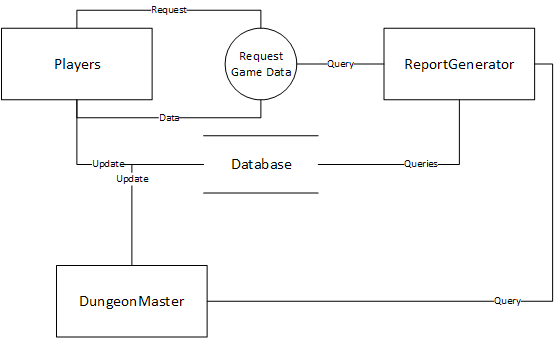 Request
Players
Request
Game Data
Query
ReportGenerator
Data
Update
Database
Queries
Update
DungeonMaster
Query